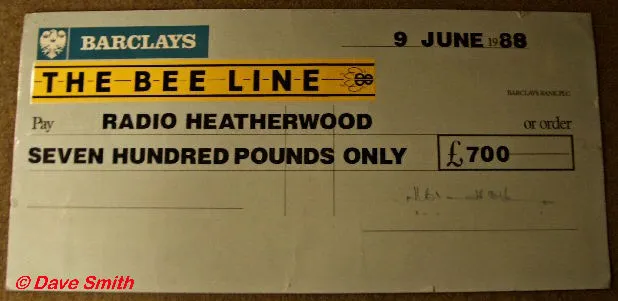 BARCLAYS
9 JUNE 1988
THE BEE LINE
BARCLAYS BANK PLC
Pay RADIO HEATHERWOOD or order
SEVEN HUNDRED POUNDS ONLY £700
© Dave Smith